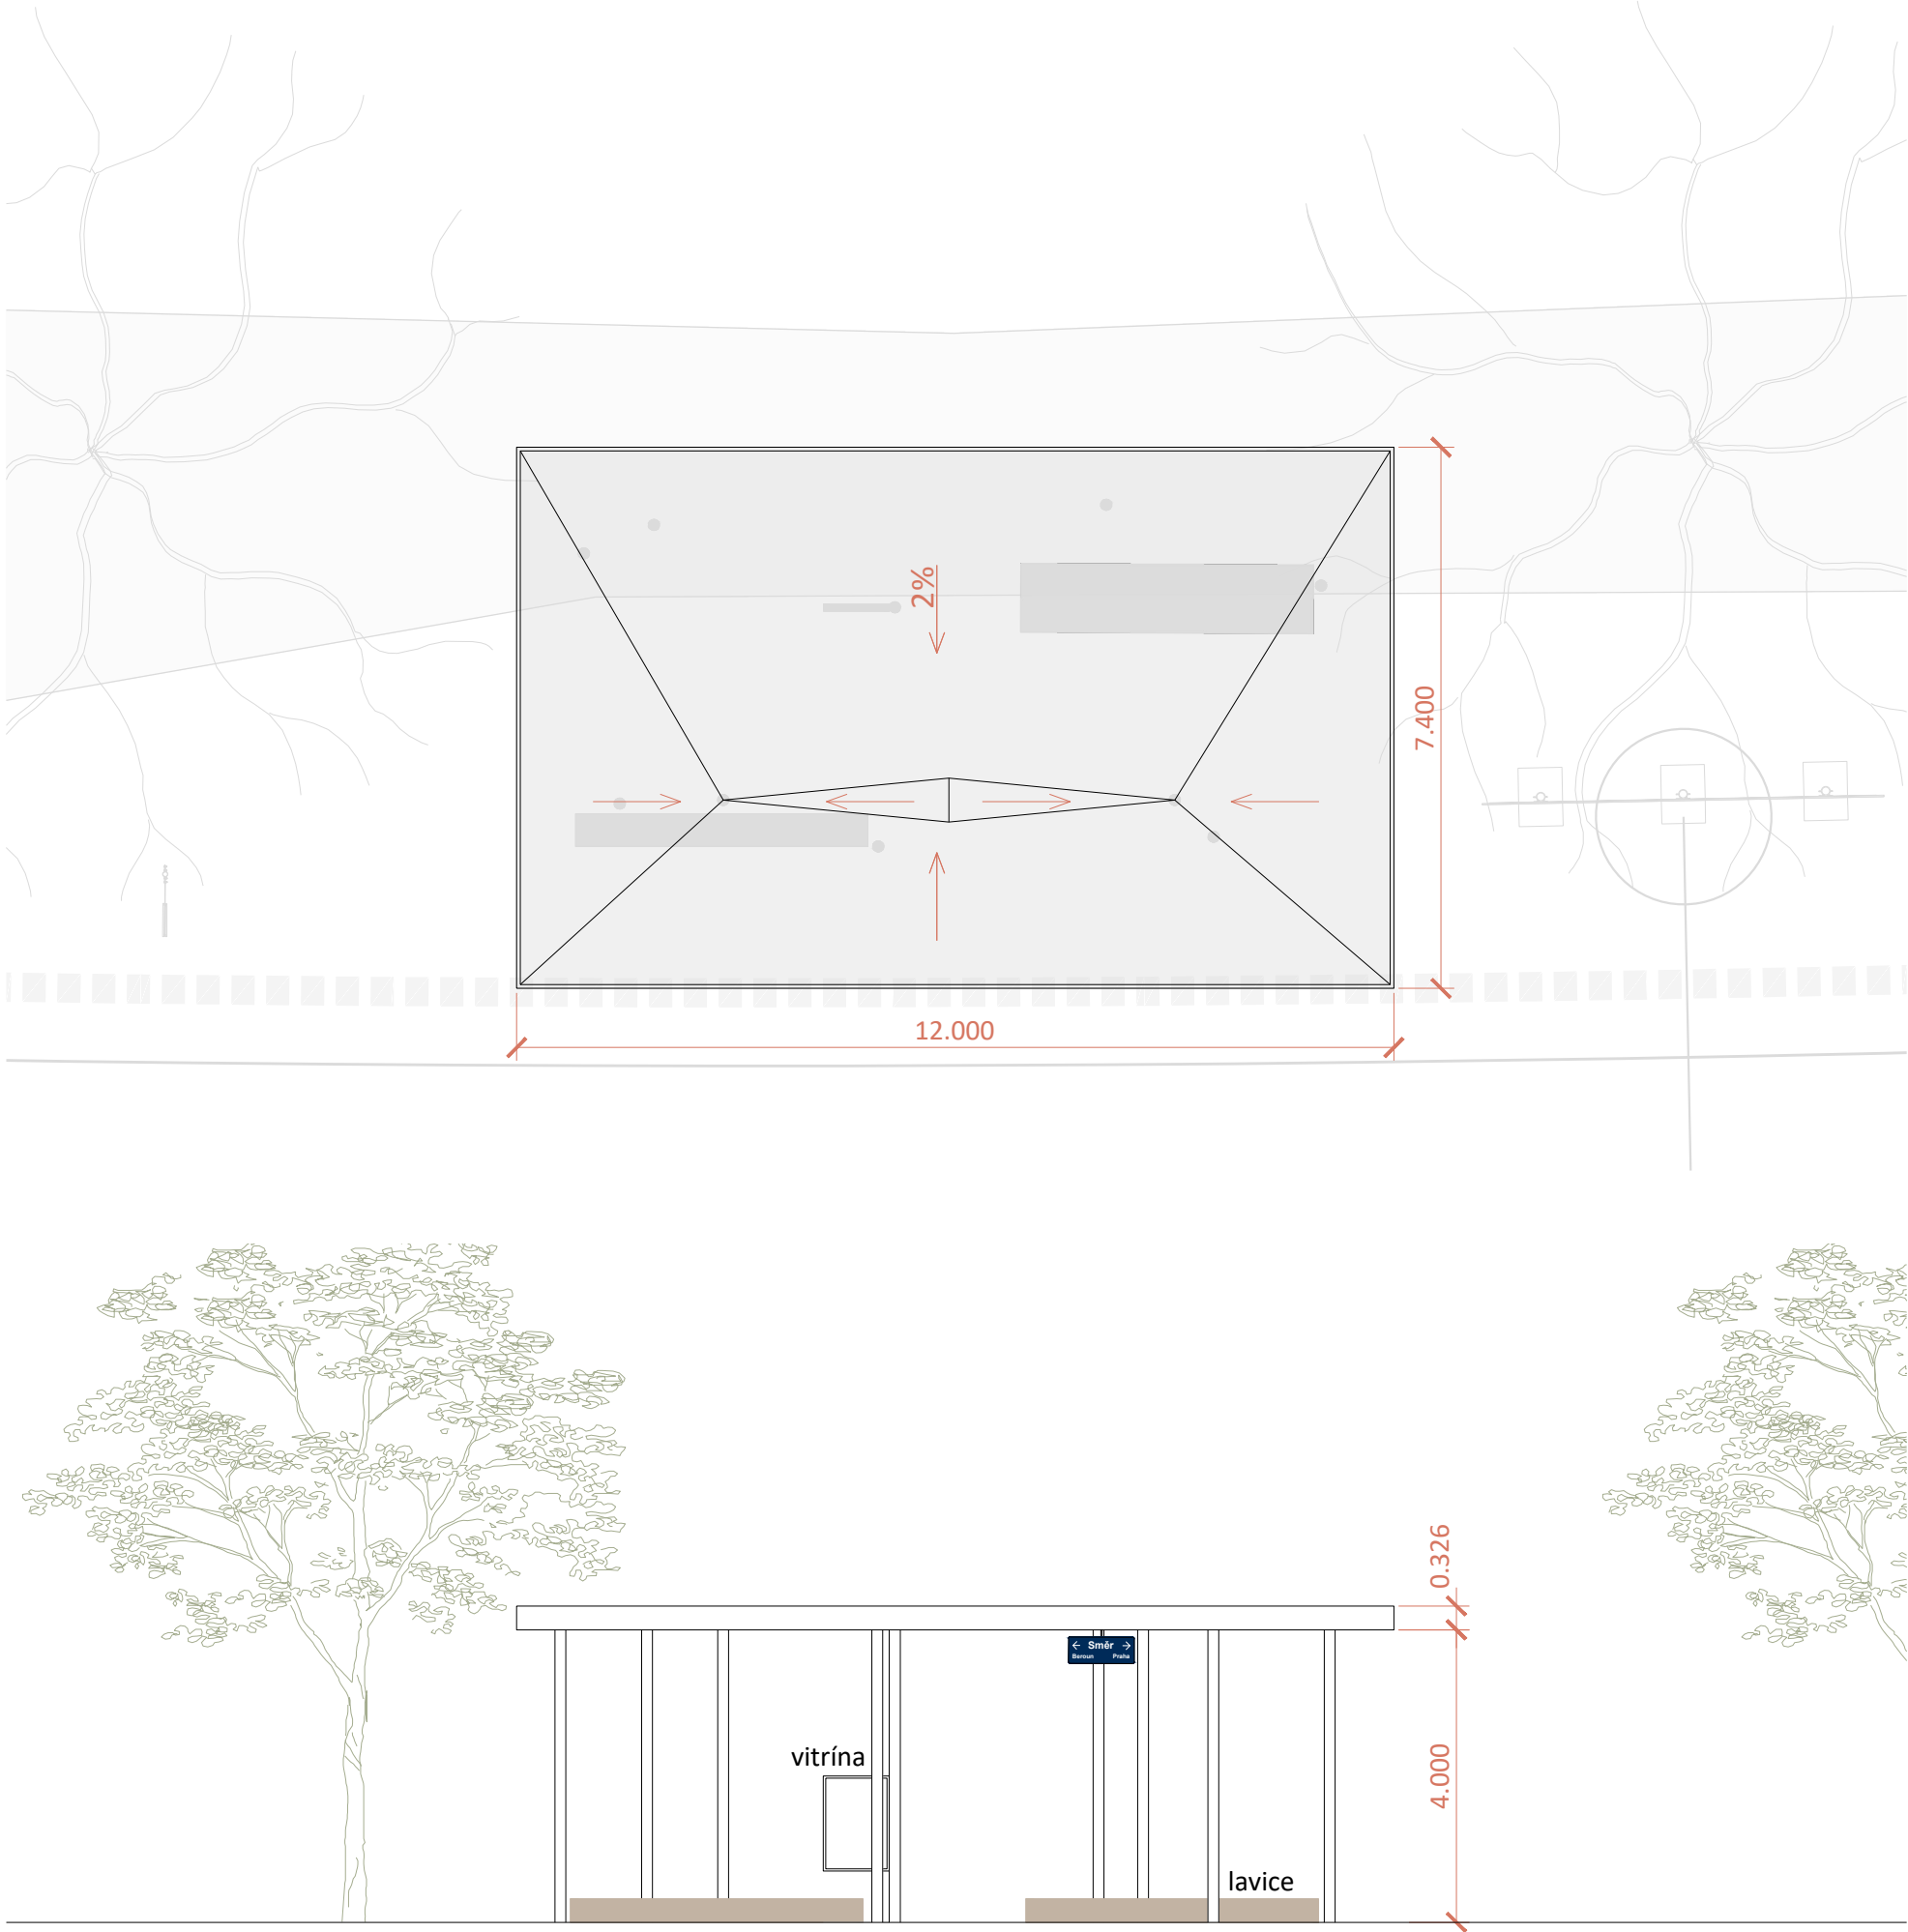 2%
7.400
12.000
0.326
← Směr →
Beroun Praha
vitrína
4.000
lavice